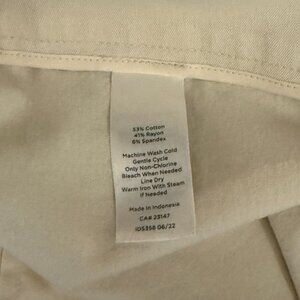 53% Cotton
41% Rayon
6% Spandex
Machine Wash Cold
Gentle Cycle
Only Non-Chlorine
Bleach When Needed
Line Dry
Warm Iron With Steam
If Needed
Made in Indonesia
CA# 23147
IDS358 06/22